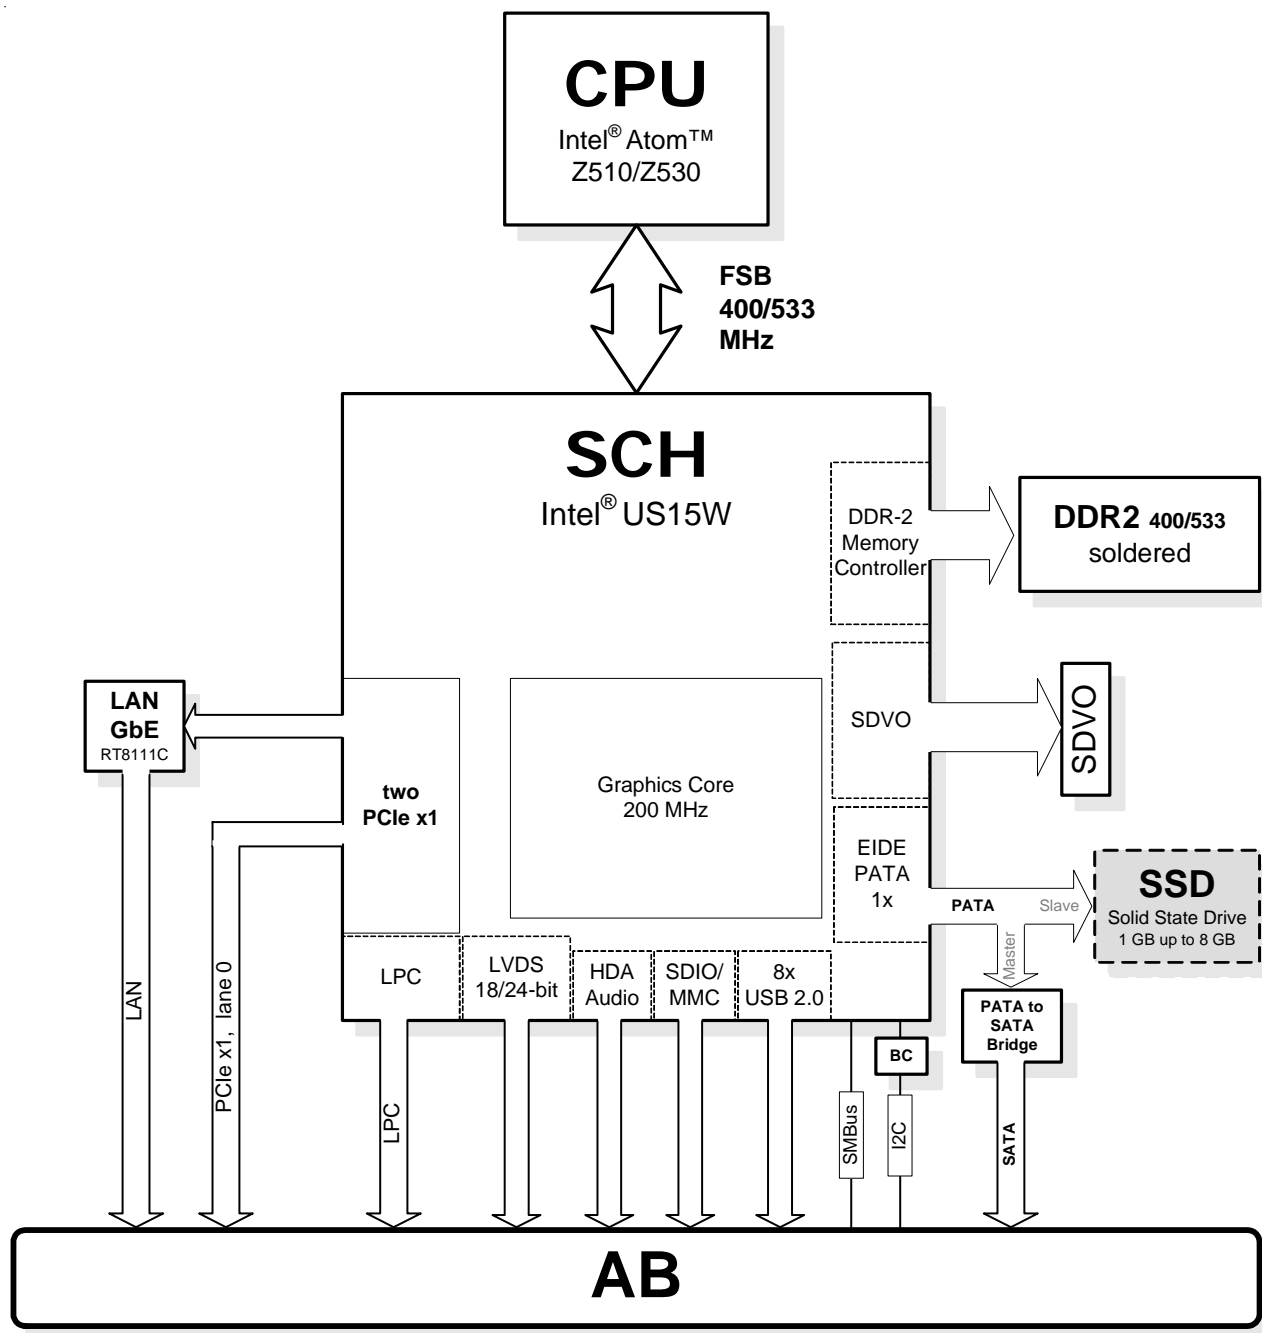 CPU
Intel® Atom™
Z510/Z530
FSB
400/533
MHz
SCH
Intel® US15W
DDR-2
Memory
Controller
DDR2 400/533
soldered
LAN
GbE
RT8111C
two
PCIe x1
Graphics Core
200 MHz
SDVO
SDVO
EIDE
PATA
1x
PATA
Slave
Master
SSD
Solid State Drive
1 GB up to 8 GB
LPC
LVDS
18/24-bit
HDA
Audio
SDIO/
MMC
8x
USB 2.0
PATA to
SATA
Bridge
BC
LAN
PCIe x1, lane 0
LPC
SMBus
I2C
SATA
AB